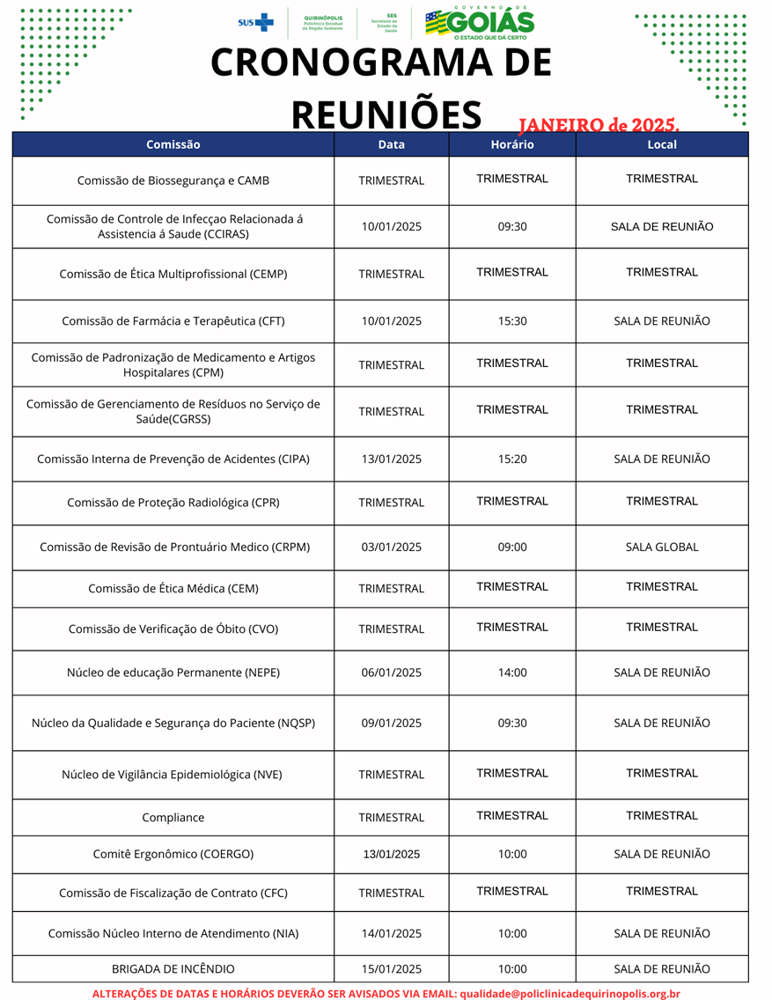 SUS
QUIRINÓPOLIS
Policlínica Estadual
da Região Sudoeste
SES
Secretaria de
Estado da
Saúde
GOVERNO DE
GOIÁS
O ESTADO QUE DÁ CERTO
CRONOGRAMA DE
REUNIÕES
JANEIRO de 2025.
Comissão Data Horário Local
Comissão de Biossegurança e CAMB TRIMESTRAL TRIMESTRAL TRIMESTRAL
Comissão de Controle de Infecçao Relacionada á
Assistencia á Saude (CCIRAS) 10/01/2025 09:30 SALA DE REUNIÃO
Comissão de Ética Multiprofissional (CEMP) TRIMESTRAL TRIMESTRAL TRIMESTRAL
Comissão de Farmácia e Terapêutica (CFT) 10/01/2025 15:30 SALA DE REUNIÃO
Comissão de Padronização de Medicamento e Artigos
Hospitalares (CPM) TRIMESTRAL TRIMESTRAL TRIMESTRAL
Comissão de Gerenciamento de Resíduos no Serviço de
Saúde(CGRSS) TRIMESTRAL TRIMESTRAL TRIMESTRAL
Comissão Interna de Prevenção de Acidentes (CIPA) 13/01/2025 15:20 SALA DE REUNIÃO
Comissão de Proteção Radiológica (CPR) TRIMESTRAL TRIMESTRAL TRIMESTRAL
Comissão de Revisão de Prontuário Medico (CRPM) 03/01/2025 09:00 SALA GLOBAL
Comissão de Ética Médica (CEM) TRIMESTRAL TRIMESTRAL TRIMESTRAL
Comissão de Verificação de Óbito (CVO) TRIMESTRAL TRIMESTRAL TRIMESTRAL
Núcleo de educação Permanente (NEPE) 06/01/2025 14:00 SALA DE REUNIÃO
Núcleo da Qualidade e Segurança do Paciente (NQSP) 09/01/2025 09:30 SALA DE REUNIÃO
Núcleo de Vigilância Epidemiológica (NVE) TRIMESTRAL TRIMESTRAL TRIMESTRAL
Compliance TRIMESTRAL TRIMESTRAL TRIMESTRAL
Comitê Ergonômico (COERGO) 13/01/2025 10:00 SALA DE REUNIÃO
Comissão de Fiscalização de Contrato (CFC) TRIMESTRAL TRIMESTRAL TRIMESTRAL
Comissão Núcleo Interno de Atendimento (NIA) 14/01/2025 10:00 SALA DE REUNIÃO
BRIGADA DE INCÊNDIO 15/01/2025 10:00 SALA DE REUNIÃO
ALTERAÇÕES DE DATAS E HORÁRIOS DEVERÃO SER AVISADOS VIA EMAIL: qualidade@policlinicadequirinopolis.org.br